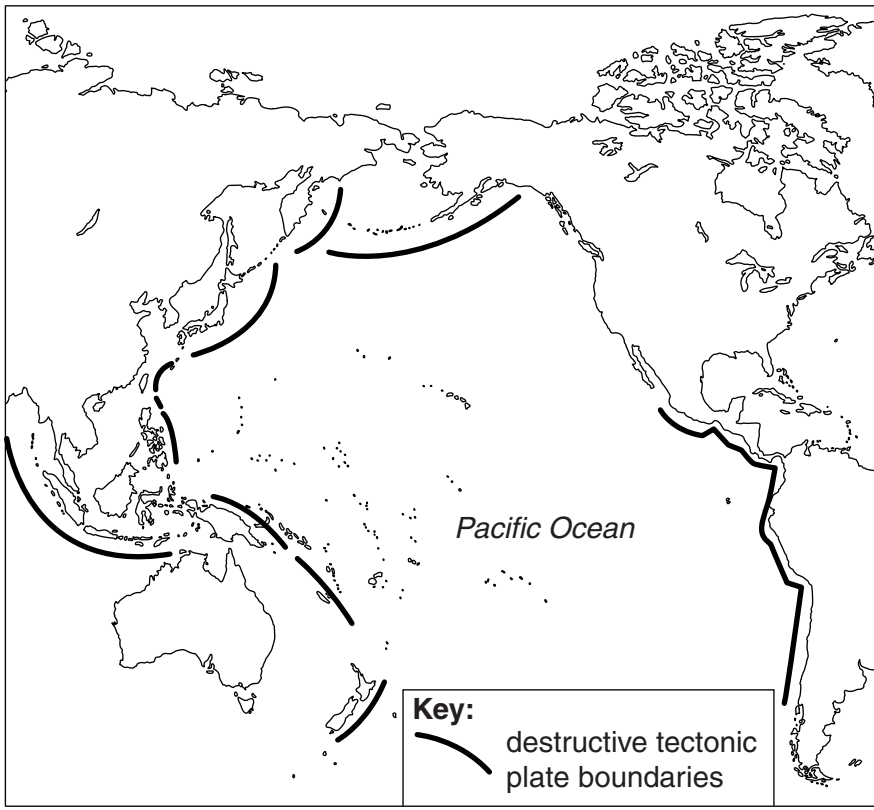 Pacific Ocean
Key:
destructive tectonic
plate boundaries